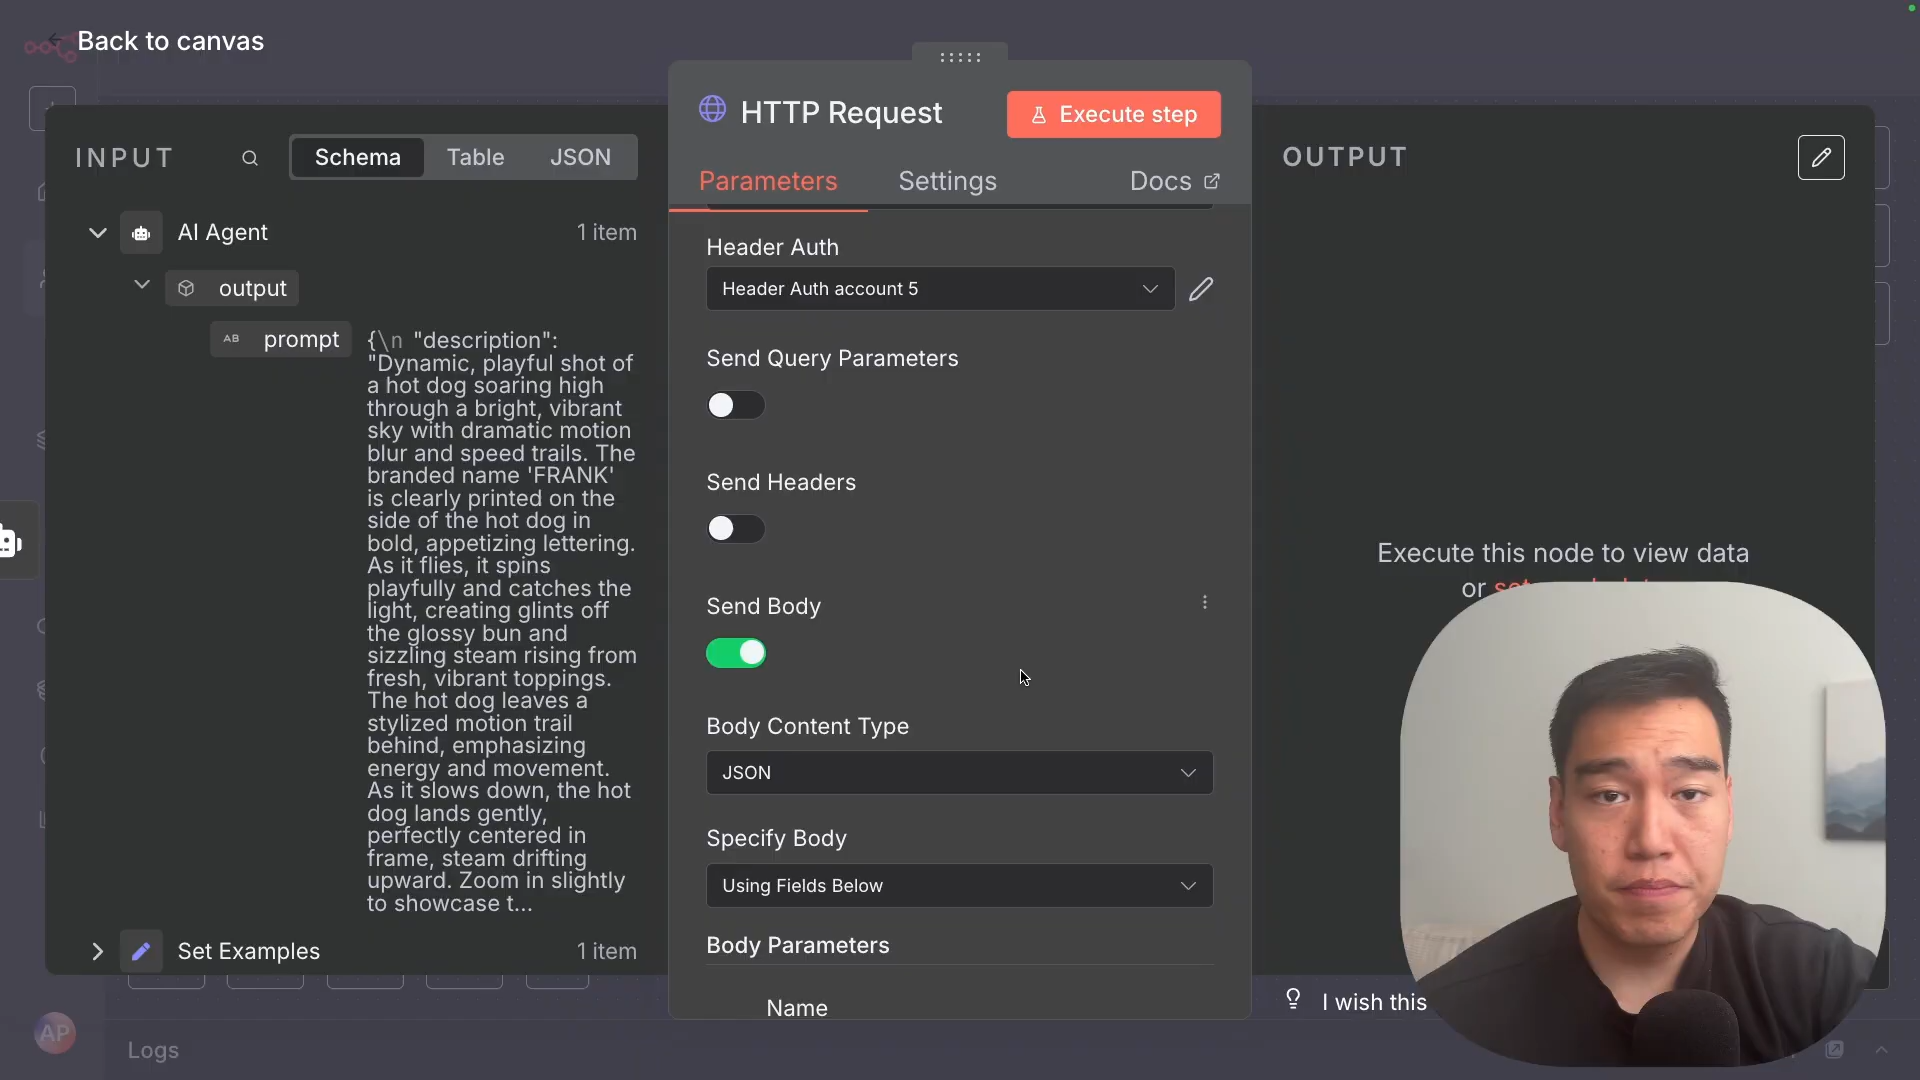 Back to canvas
INPUT
Schema
Table
JSON
AI Agent
1 item
output
AB
prompt
{\n "description":
"Dynamic, playful shot of
a hot dog soaring high
through a bright, vibrant
sky with dramatic motion
blur and speed trails. The
branded name 'FRANK'
is clearly printed on the
side of the hot dog in
bold, appetizing lettering.
As it flies, it spins
playfully and catches the
light, creating glints off
the glossy bun and
sizzling steam rising from
fresh, vibrant toppings.
The hot dog leaves a
stylized motion trail
behind, emphasizing
energy and movement.
As it slows down, the hot
dog lands gently,
perfectly centered in
frame, steam drifting
upward. Zoom in slightly
to showcase t...
Set Examples
1 item
HTTP Request
Execute step
Parameters
Settings
Docs
Header Auth
Header Auth account 5
Send Query Parameters
Send Headers
Send Body
Body Content Type
JSON
Specify Body
Using Fields Below
Body Parameters
Name
OUTPUT
Execute this node to view data
or
I wish this
AP
Logs